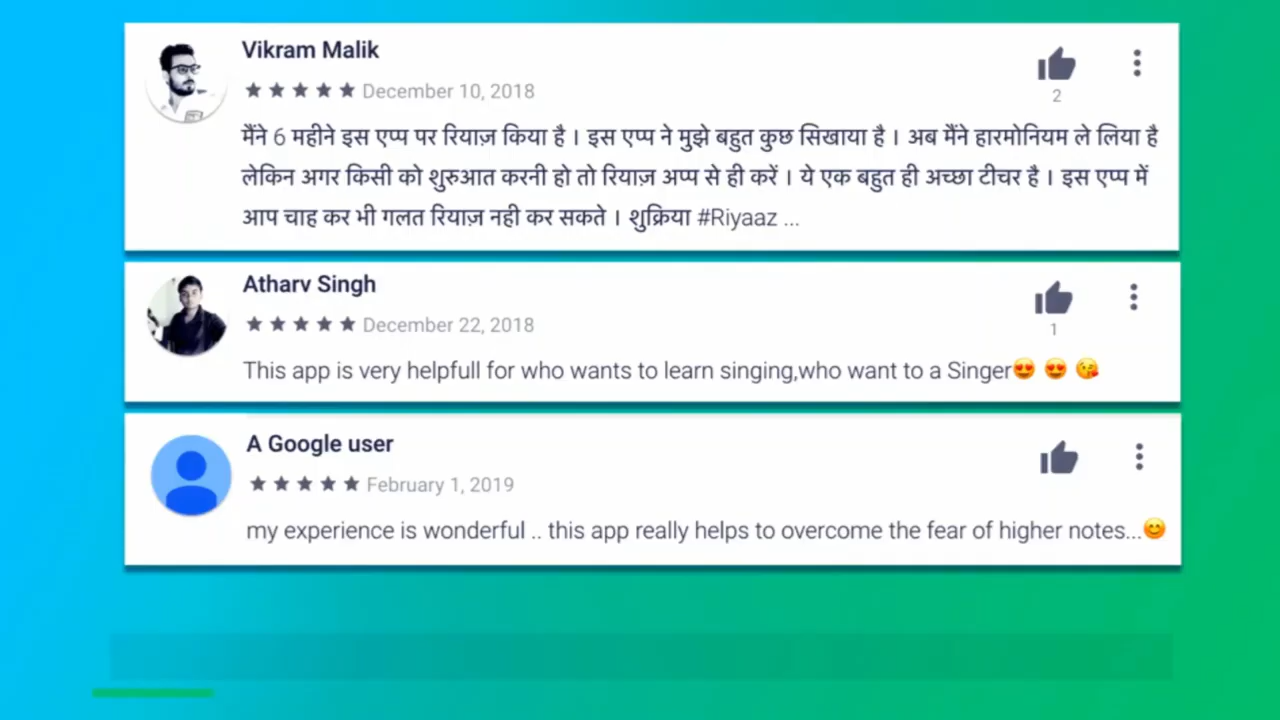 Vikram Malik
★★★★★ December 10, 2018
2
मैंने 6 महीने इस एप्प पर रियाज़ किया है । इस एप्प ने मुझे बहुत कुछ सिखाया है । अब मैंने हारमोनियम ले लिया है
लेकिन अगर किसी को शुरुआत करनी हो तो रियाज़ अप्प से ही करें । ये एक बहुत ही अच्छा टीचर है । इस एप्प में
आप चाह कर भी गलत रियाज़ नही कर सकते । शुक्रिया #Riyaaz ...
Atharv Singh
★★★★★ December 22, 2018
1
This app is very helpfull for who wants to learn singing,who want to a Singer😍 😍 😘
A Google user
★★★★★ February 1, 2019
my experience is wonderful .. this app really helps to overcome the fear of higher notes...😊